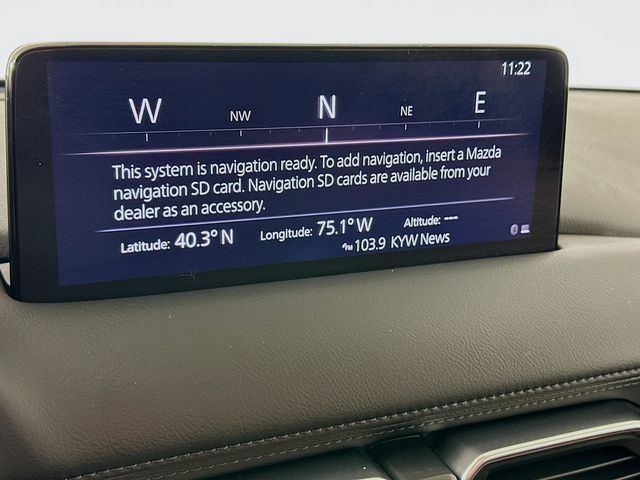 11:22
W NW N NE E
This system is navigation ready. To add navigation, insert a Mazda
navigation SD card. Navigation SD cards are available from your
dealer as an accessory.
Latitude: 40.3° N Longitude: 75.1° W Altitude: ---
FM 103.9 KYW News